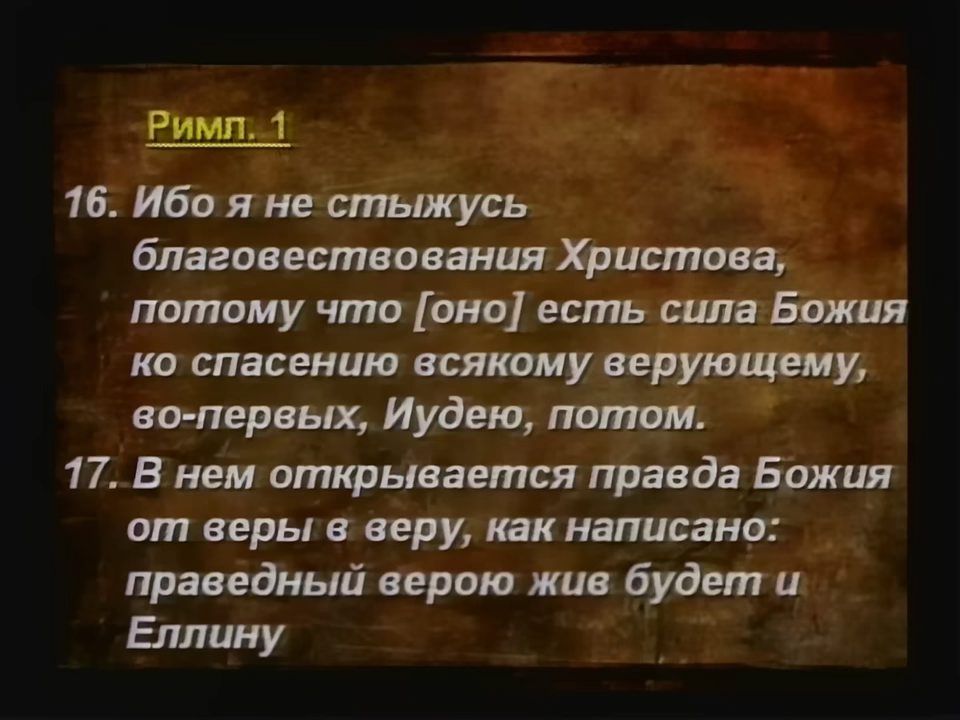 Римл. 1
16. Ибо я не стыжусь
благовествования Христова,
потому что [оно] есть сила Божия
ко спасению всякому верующему,
во-первых, Иудею, потом.
17. В нем открывается правда Божия
от веры в веру, как написано:
праведный верою жив будет и
Еллину